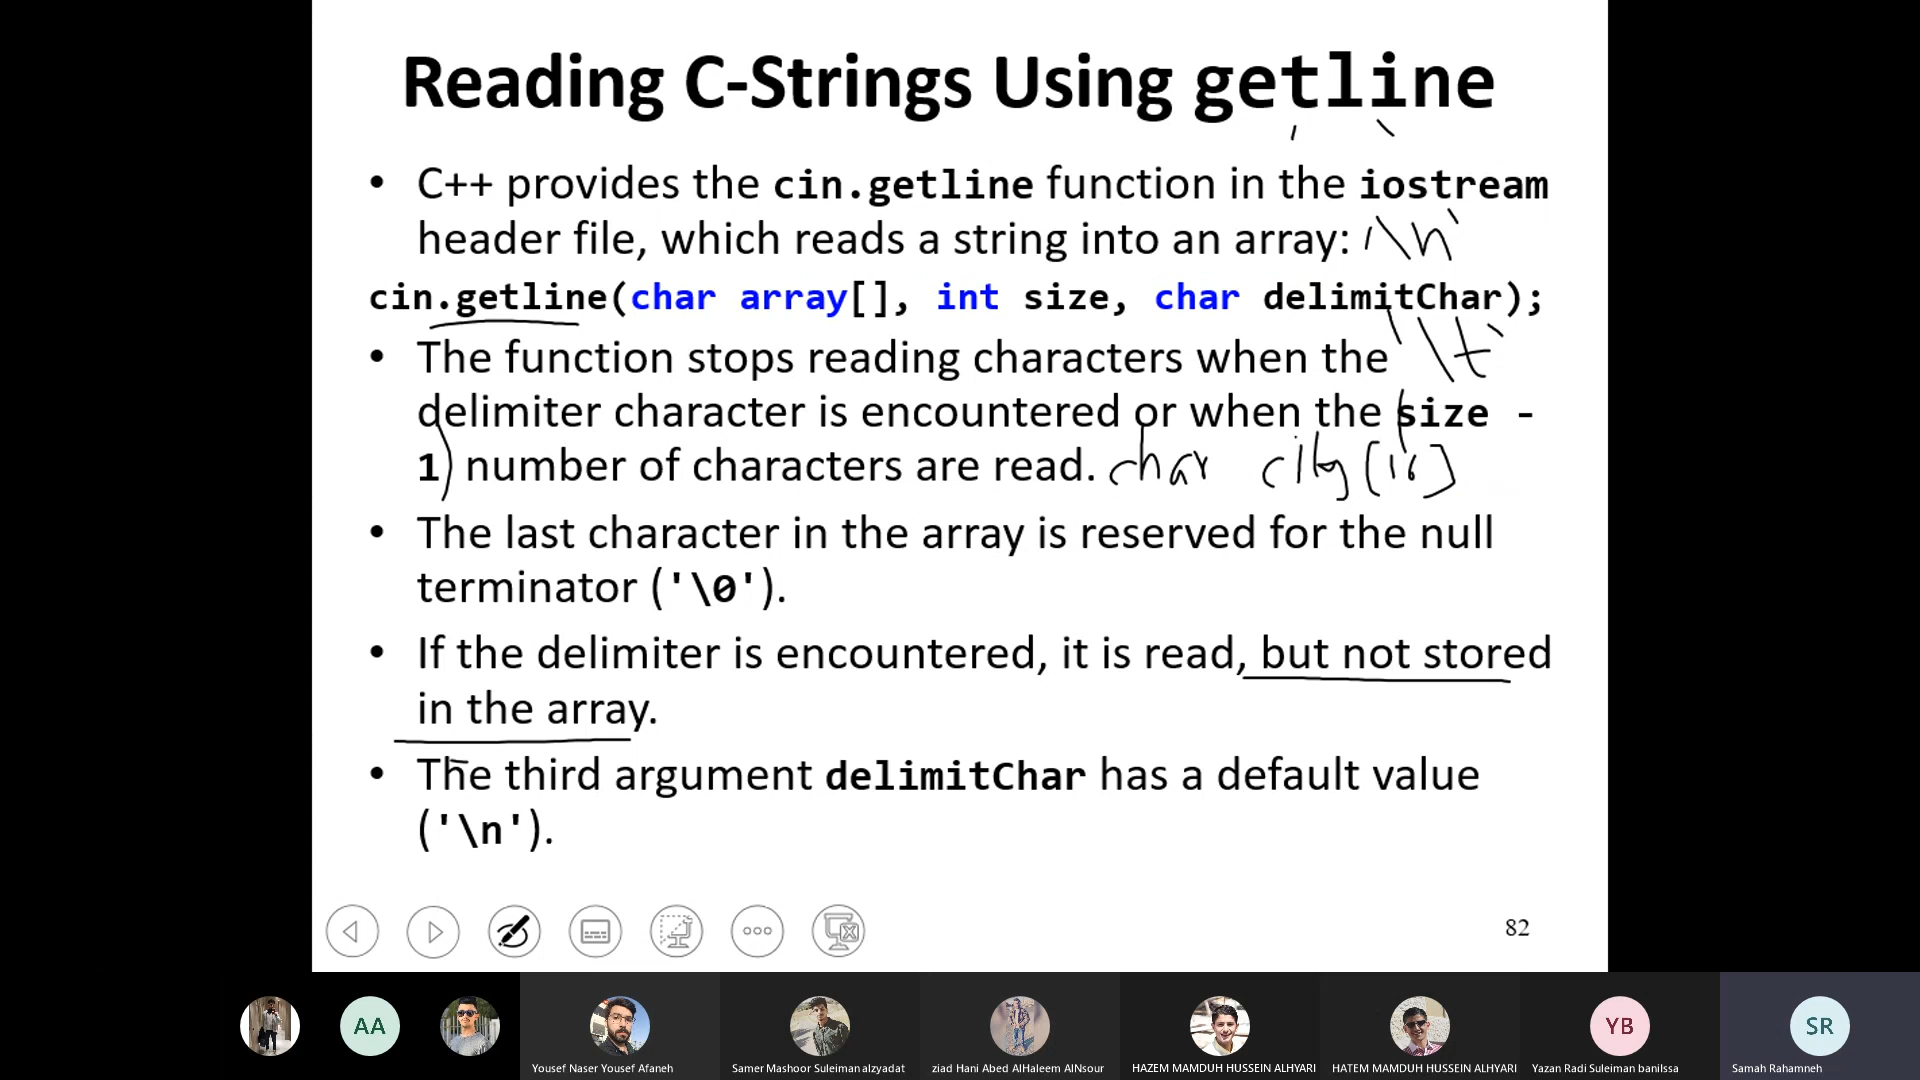 Reading C-Strings Using getline
• C++ provides the cin.getline function in the iostream
header file, which reads a string into an array: '\n'
cin.getline(char array[], int size, char delimitChar);
• The function stops reading characters when the '\t'
delimiter character is encountered or when the size -
1) number of characters are read. char city[16]
• The last character in the array is reserved for the null
terminator ('\0').
• If the delimiter is encountered, it is read, but not stored
in the array.
• The third argument delimitChar has a default value
('\n').
82
AA
YB
SR
Yousef Naser Yousef Afaneh
Samer Mashoor Suleiman alzyadat
ziad Hani Abed AlHaleem AlNsour
HAZEM MAMDUH HUSSEIN ALHYARI
HATEM MAMDUH HUSSEIN ALHYARI
Yazan Radi Suleiman banilssa
Samah Rahamneh